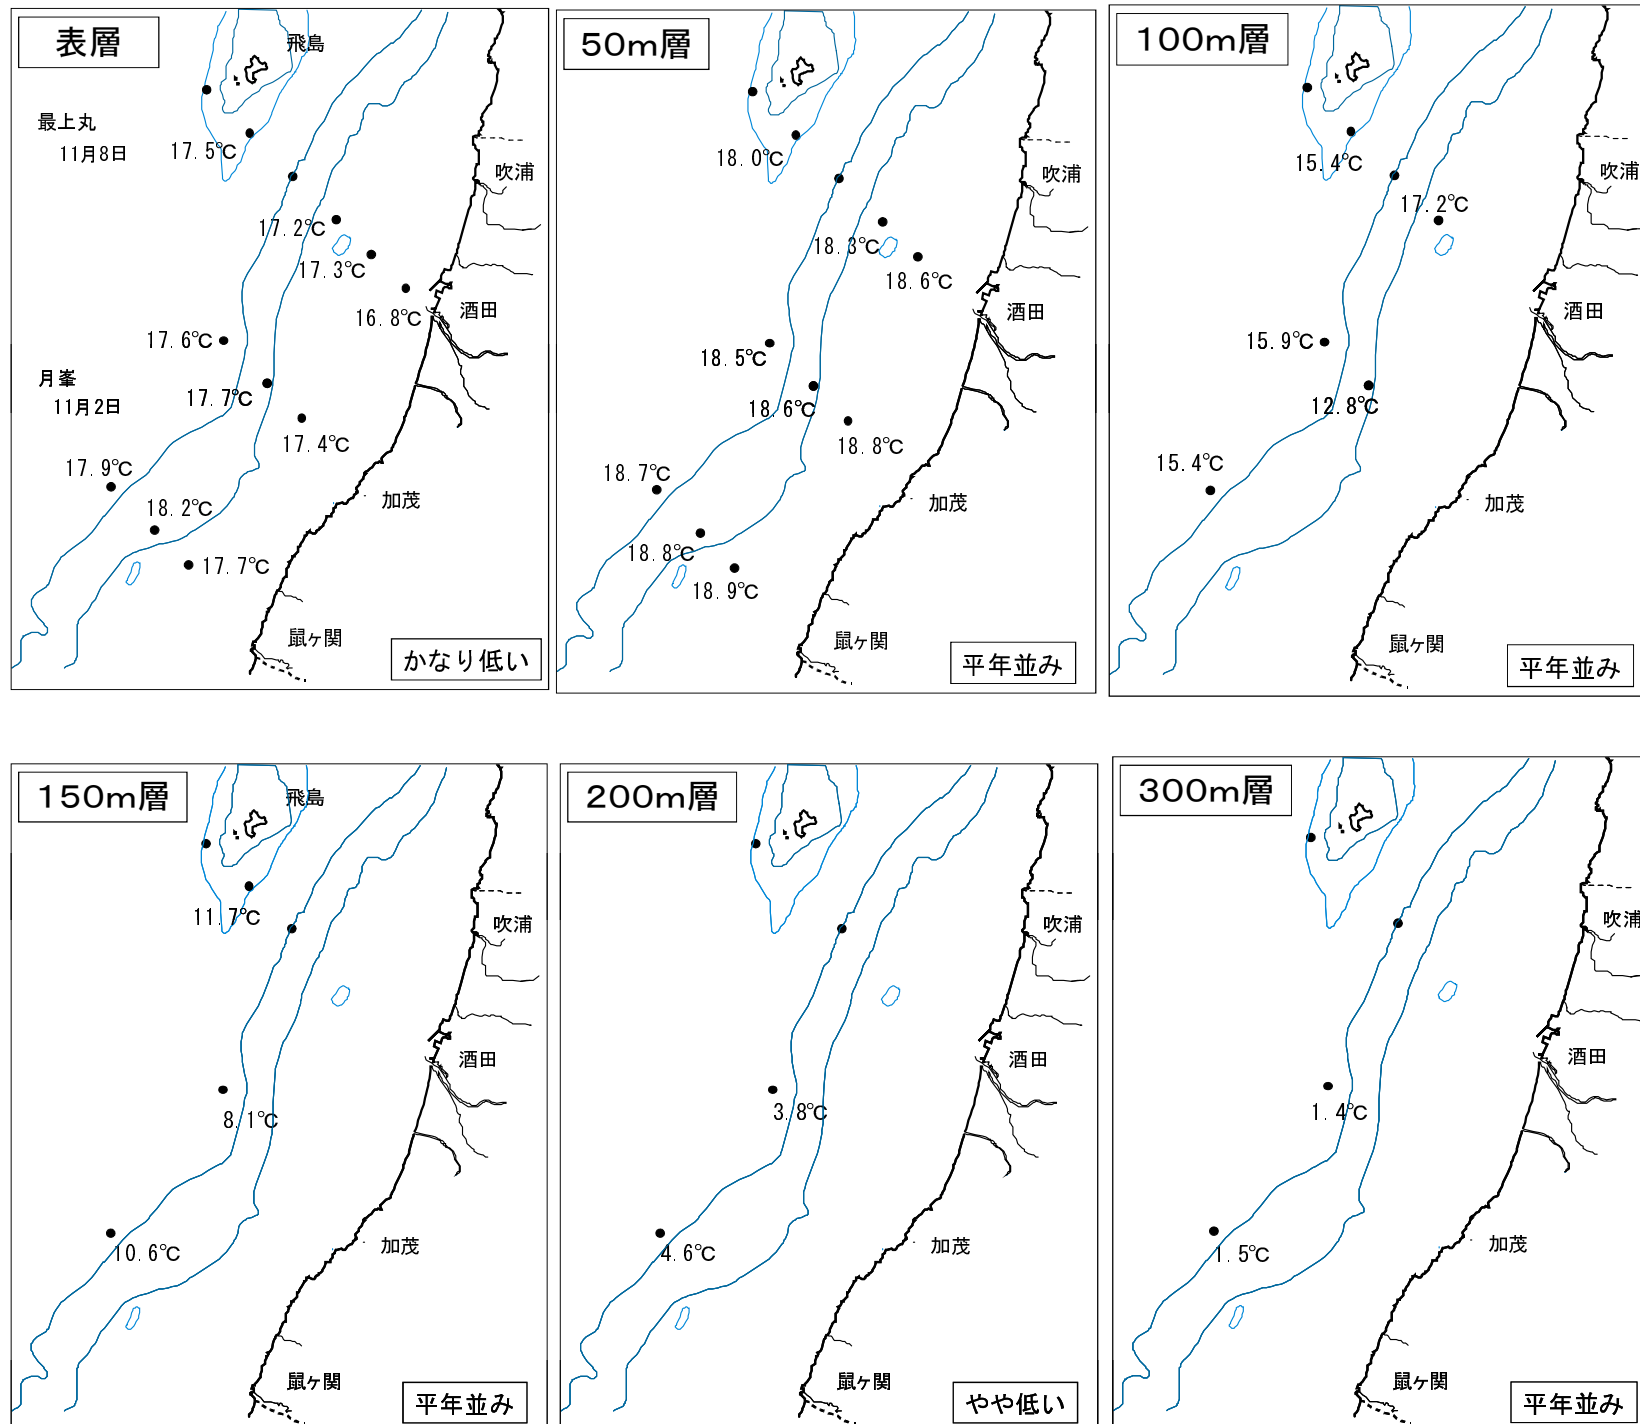 表層
飛島
最上丸
11月8日
17.5℃
吹浦
17.2℃
17.3℃
酒田
16.8℃
17.6℃
月峯
11月2日
17.7℃
17.4℃
17.9℃
加茂
18.2℃
17.7℃
鼠ヶ関
かなり低い
50m層
18.0℃
吹浦
18.3℃
18.6℃
酒田
18.5℃
18.6℃
18.8℃
18.7℃
加茂
18.8℃
18.9℃
鼠ヶ関
平年並み
100m層
15.4℃
吹浦
17.2℃
酒田
15.9℃
12.8℃
15.4℃
加茂
鼠ヶ関
平年並み
150m層
飛島
11.7℃
吹浦
酒田
8.1℃
10.6℃
加茂
鼠ヶ関
平年並み
200m層
吹浦
酒田
3.8℃
4.6℃
加茂
鼠ヶ関
やや低い
300m層
吹浦
酒田
1.4℃
1.5℃
加茂
鼠ヶ関
平年並み